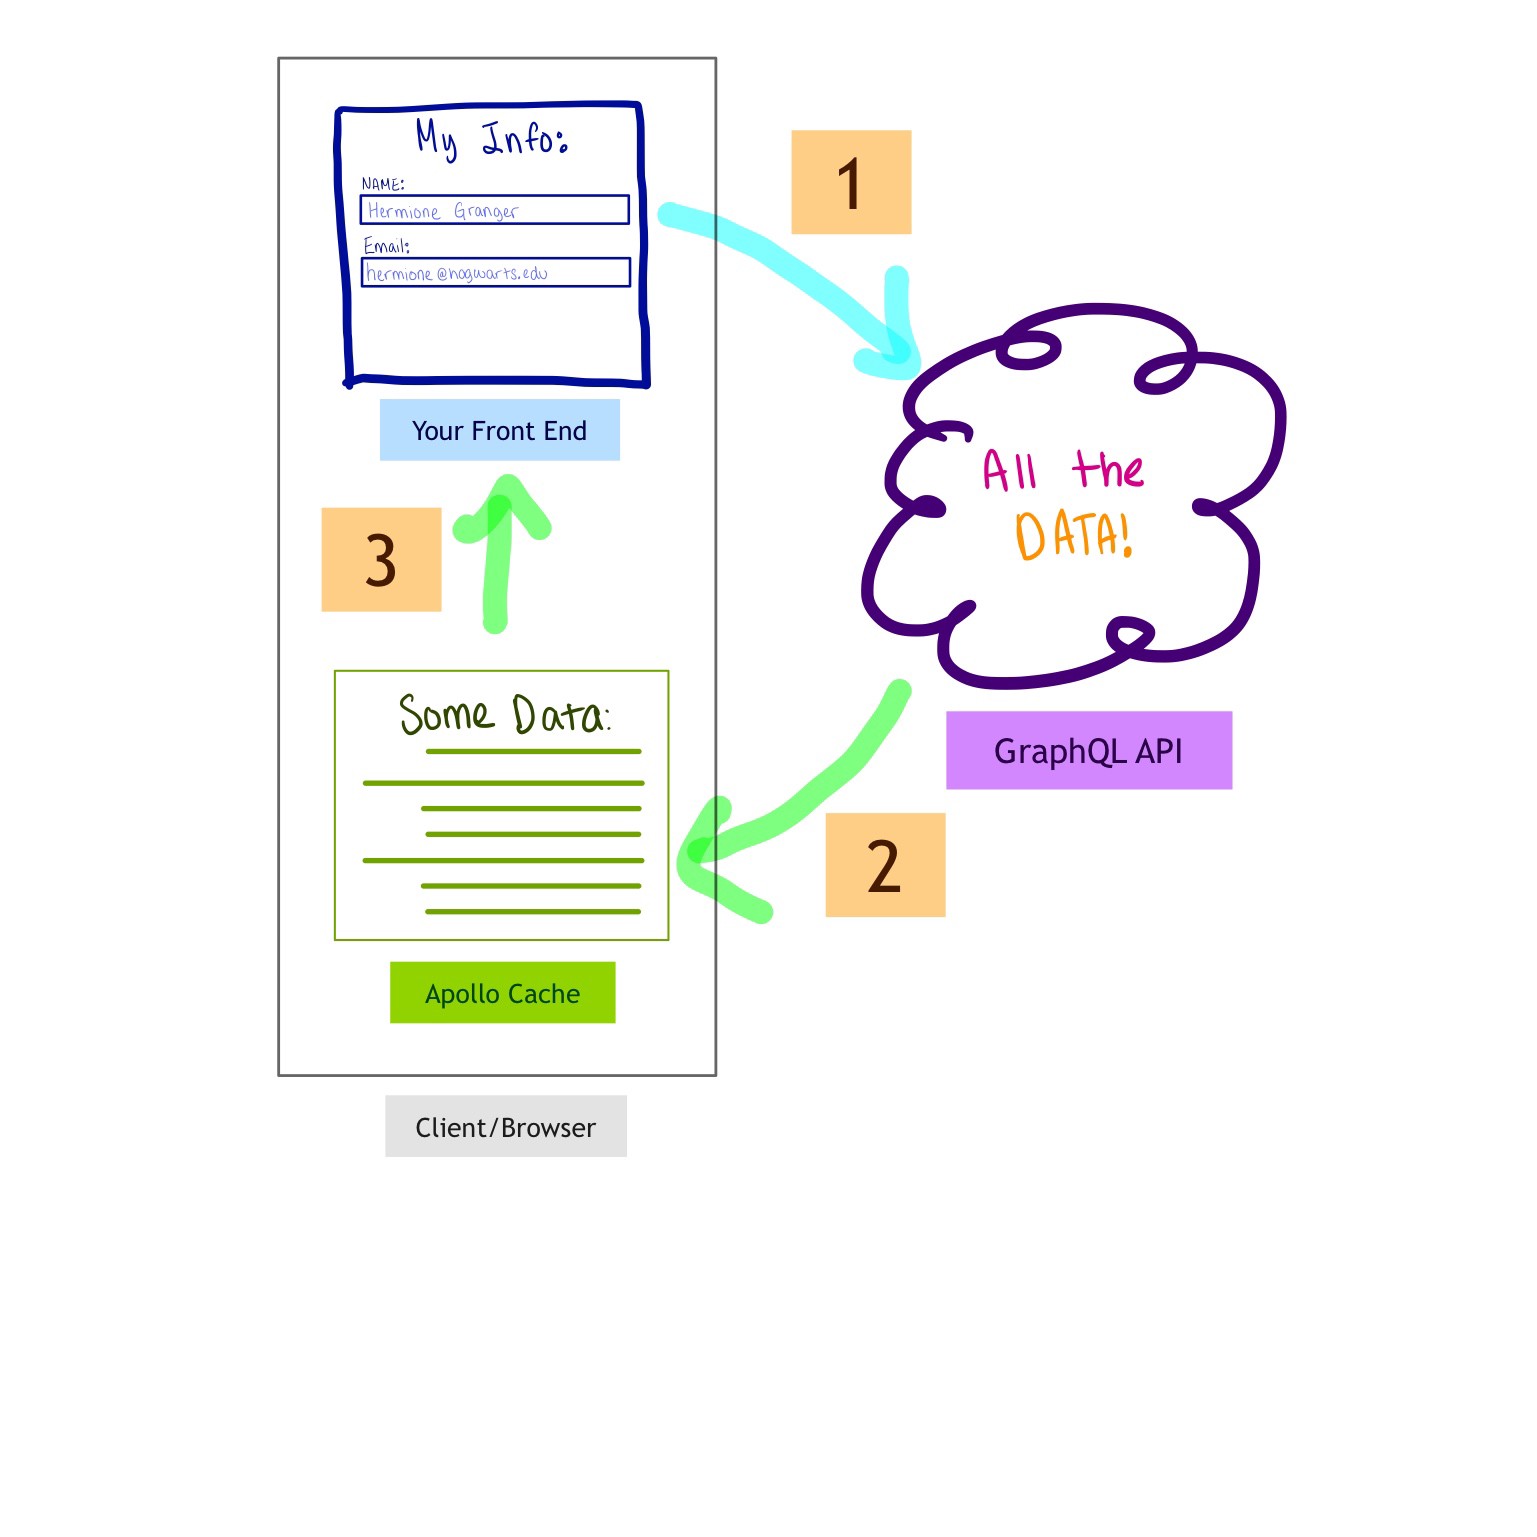 My Info:
NAME:
Hermione Granger
Email:
hermione@hogwarts.edu
Your Front End
1
All the
DATA!
GraphQL API
2
3
Some Data:
Apollo Cache
Client/Browser